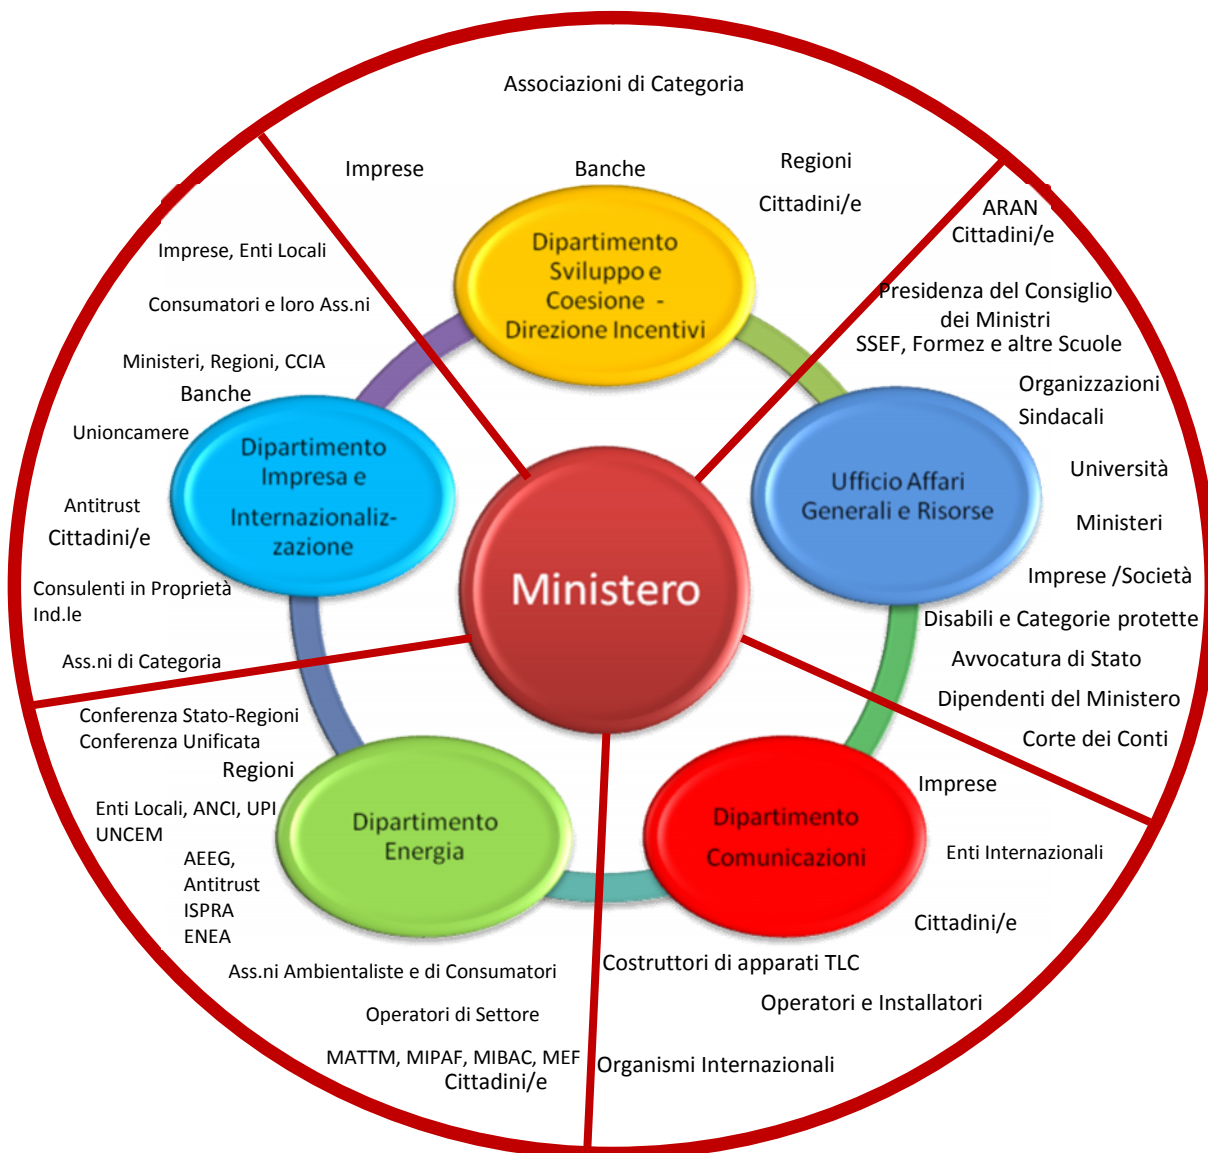 Associazioni di Categoria
Imprese
Banche
Regioni
Cittadini/e
Dipartimento
Sviluppo e
Coesione -
Direzione Incentivi
ARAN
Cittadini/e
Presidenza del Consiglio
dei Ministri
SSEF, Formez e altre Scuole
Organizzazioni
Sindacali
Università
Ministeri
Imprese /Società
Disabili e Categorie protette
Avvocatura di Stato
Dipendenti del Ministero
Corte dei Conti
Ufficio Affari
Generali e Risorse
Imprese, Enti Locali
Consumatori e loro Ass.ni
Ministeri, Regioni, CCIA
Banche
Unioncamere
Antitrust
Cittadini/e
Consulenti in Proprietà
Ind.le
Ass.ni di Categoria
Dipartimento
Impresa e
Internazionaliz-
zazione
Ministero
Conferenza Stato-Regioni
Conferenza Unificata
Regioni
Enti Locali, ANCI, UPI
UNCEM
AEEG,
Antitrust
ISPRA
ENEA
Ass.ni Ambientaliste e di Consumatori
Operatori di Settore
MATTM, MIPAF, MIBAC, MEF
Cittadini/e
Dipartimento
Energia
Dipartimento
Comunicazioni
Imprese
Enti Internazionali
Cittadini/e
Costruttori di apparati TLC
Operatori e Installatori
Organismi Internazionali